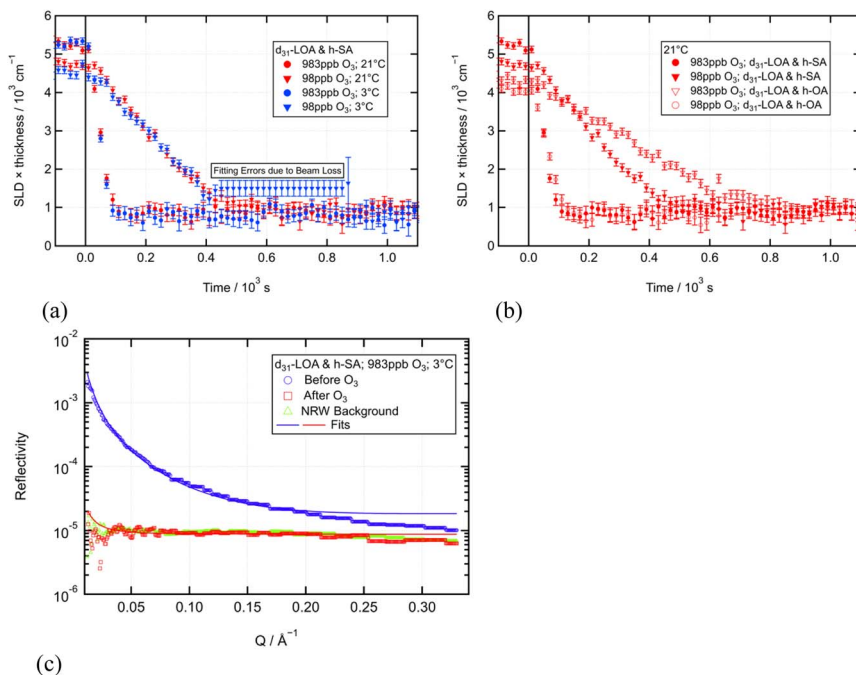 6
5
4
3
2
1
0
SLD × thickness / 10³ cm⁻¹
d₃₁-LOA & h-SA
983ppb O₃; 21°C
98ppb O₃; 21°C
983ppb O₃; 3°C
98ppb O₃; 3°C
Fitting Errors due to Beam Loss
0.0 0.2 0.4 0.6 0.8 1.0
Time / 10³ s
(a)
6
5
4
3
2
1
0
SLD × thickness / 10³ cm⁻¹
21°C
983ppb O₃; d₃₁-LOA & h-SA
98ppb O₃; d₃₁-LOA & h-SA
983ppb O₃; d₃₁-LOA & h-OA
98ppb O₃; d₃₁-LOA & h-OA
0.0 0.2 0.4 0.6 0.8 1.0
Time / 10³ s
(b)
10⁻²
10⁻³
10⁻⁴
10⁻⁵
10⁻⁶
Reflectivity
d₃₁-LOA & h-SA; 983ppb O₃; 3°C
Before O₃
After O₃
NRW Background
Fits
0.05 0.10 0.15 0.20 0.25 0.30
Q / Å⁻¹
(c)